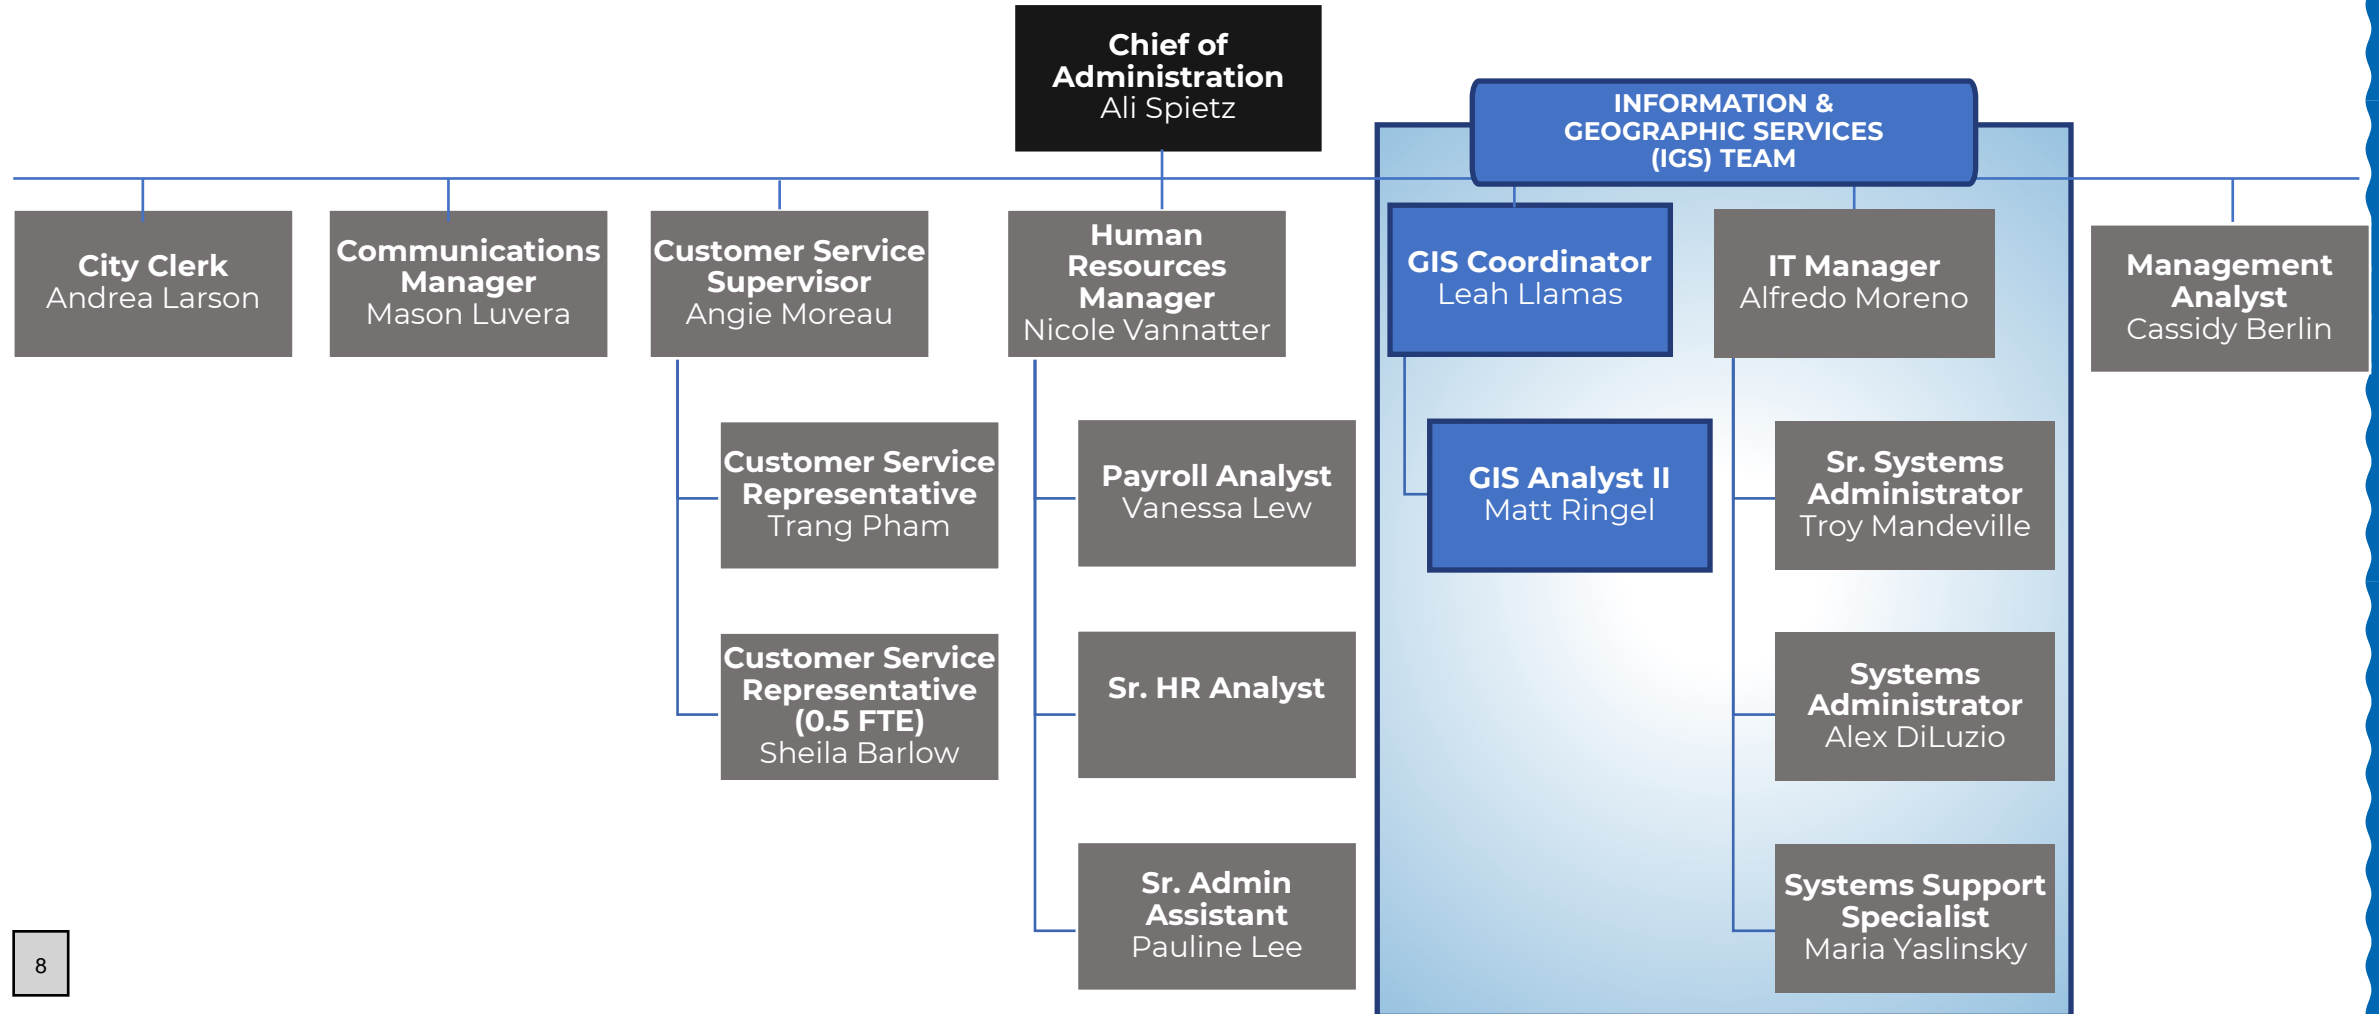 Chief of
Administration
Ali Spietz
INFORMATION &
GEOGRAPHIC SERVICES
(IGS) TEAM
City Clerk
Andrea Larson
Communications
Manager
Mason Luvera
Customer Service
Supervisor
Angie Moreau
Human
Resources
Manager
Nicole Vannatter
GIS Coordinator
Leah Llamas
IT Manager
Alfredo Moreno
Management
Analyst
Cassidy Berlin
Customer Service
Representative
Trang Pham
Payroll Analyst
Vanessa Lew
GIS Analyst II
Matt Ringel
Sr. Systems
Administrator
Troy Mandeville
Customer Service
Representative
(0.5 FTE)
Sheila Barlow
Sr. HR Analyst
Systems
Administrator
Alex DiLuzio
Sr. Admin
Assistant
Pauline Lee
Systems Support
Specialist
Maria Yaslinsky
8